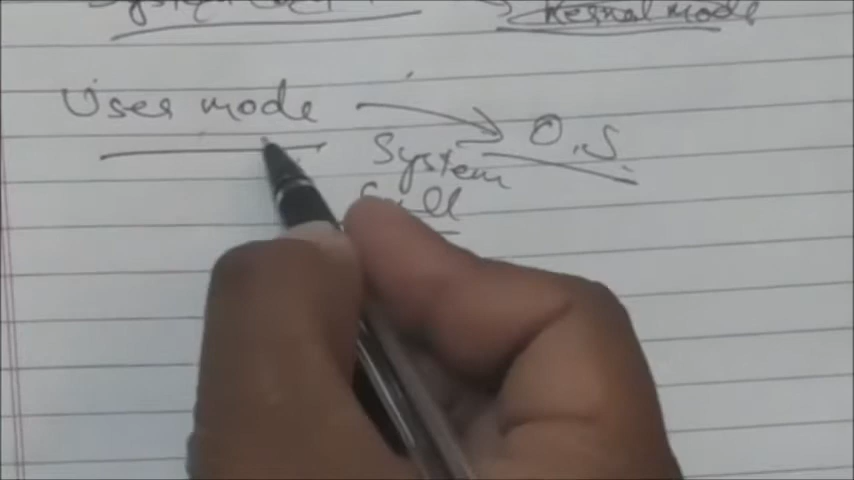 Kernal mode
User mode → O.S.
System
Call